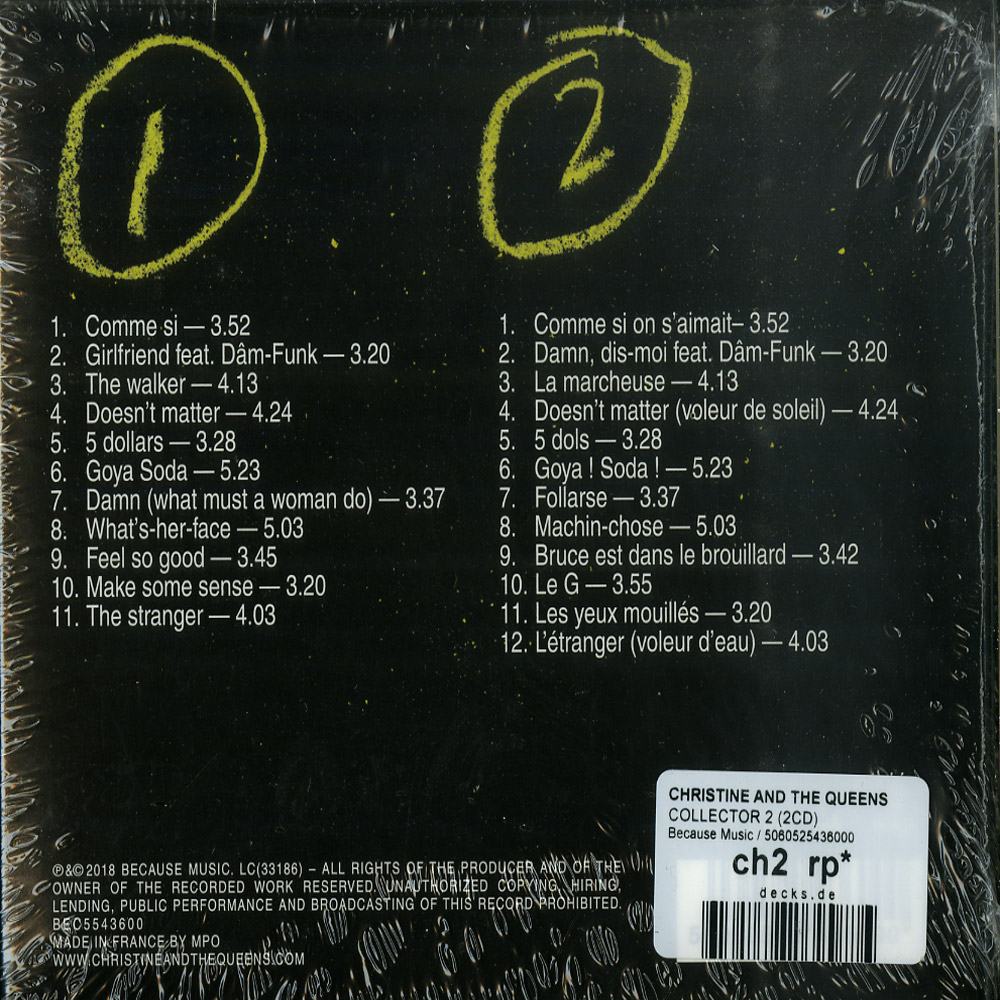 1
1. Comme si — 3.52
2. Girlfriend feat. Dâm-Funk — 3.20
3. The walker — 4.13
4. Doesn't matter — 4.24
5. 5 dollars — 3.28
6. Goya Soda — 5.23
7. Damn (what must a woman do) — 3.37
8. What's-her-face — 5.03
9. Feel so good — 3.45
10. Make some sense — 3.20
11. The stranger — 4.03
2
1. Comme si on s'aimait– 3.52
2. Damn, dis-moi feat. Dâm-Funk — 3.20
3. La marcheuse — 4.13
4. Doesn't matter (voleur de soleil) — 4.24
5. 5 dols — 3.28
6. Goya ! Soda ! — 5.23
7. Follarse — 3.37
8. Machin-chose — 5.03
9. Bruce est dans le brouillard — 3.42
10. Le G — 3.55
11. Les yeux mouillés — 3.20
12. L'étranger (voleur d'eau) — 4.03
℗&©2018 BECAUSE MUSIC. LC(33186) – ALL RIGHTS OF THE PRODUCER AND OF THE
OWNER OF THE RECORDED WORK RESERVED. UNAUTHORIZED COPYING, HIRING,
LENDING, PUBLIC PERFORMANCE AND BROADCASTING OF THIS RECORD PROHIBITED.
BEC5543600
MADE IN FRANCE BY MPO
WWW.CHRISTINEANDTHEQUEENS.COM
CHRISTINE AND THE QUEENS
COLLECTOR 2 (2CD)
Because Music / 5060525436000
ch2 rp*
decks.de